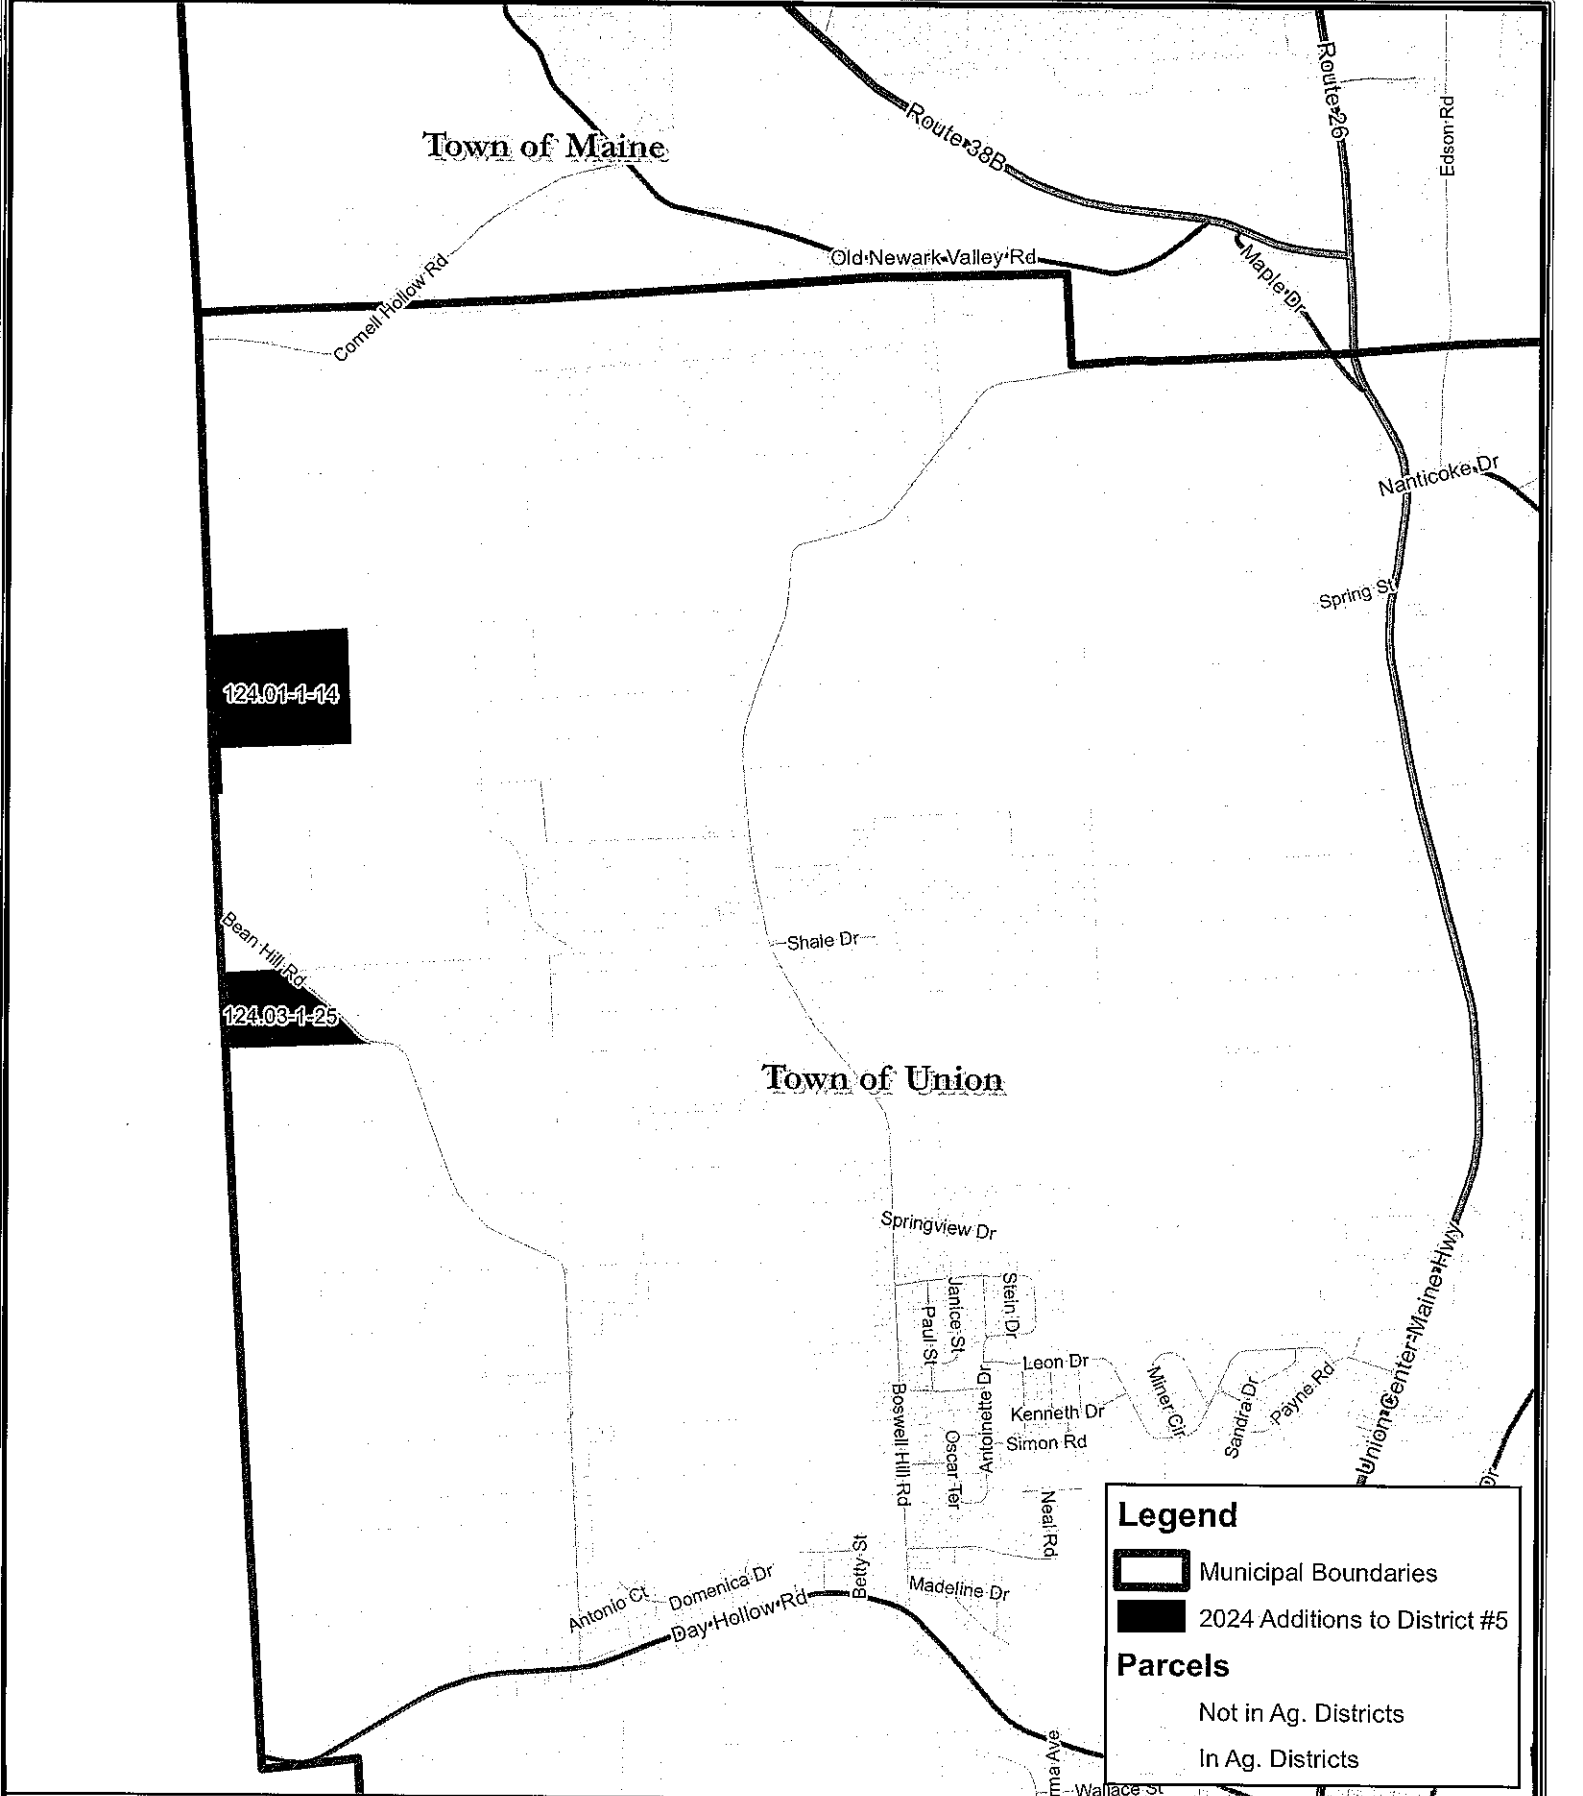 Route 26
Edson Rd
Town of Maine
Route 38B
Old Newark Valley Rd
Maple Dr
Cornell Hollow Rd
Nanticoke Dr
Spring St
124.01-1-14
Bean Hill Rd
Shale Dr
124.03-1-25
Town of Union
Springview Dr
Janice St
Stein Dr
Paul St
Leon Dr
Miner Cir
Sandra Dr
Payne Rd
Union Center-Maine Hwy
Boswell Hill Rd
Antoinette Dr
Kenneth Dr
Simon Rd
Oscar Ter
Neal Rd
Dr
Betty St
Madeline Dr
Antonio Ct
Domenica Dr
Day Hollow Rd
Ave
Wallace St
Legend
Municipal Boundaries
2024 Additions to District #5
Parcels
Not in Ag. Districts
In Ag. Districts